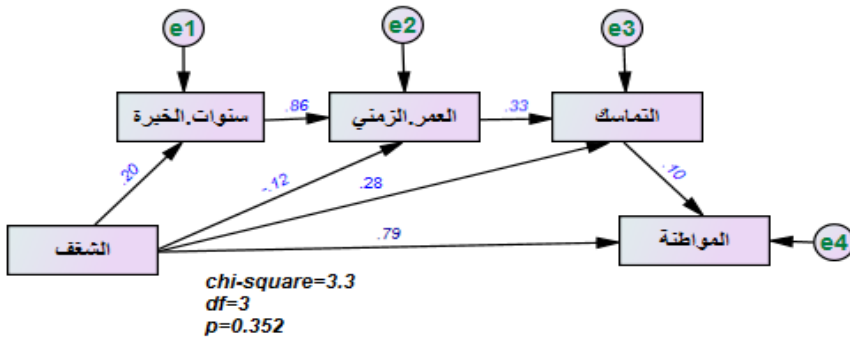 e1
e2
e3
سنوات.الخبرة
.86
العمر.الزمني
.33
التماسك
.20
-.12
.28
.10
الشغف
.79
المواطنة
e4
chi-square=3.3
df=3
p=0.352